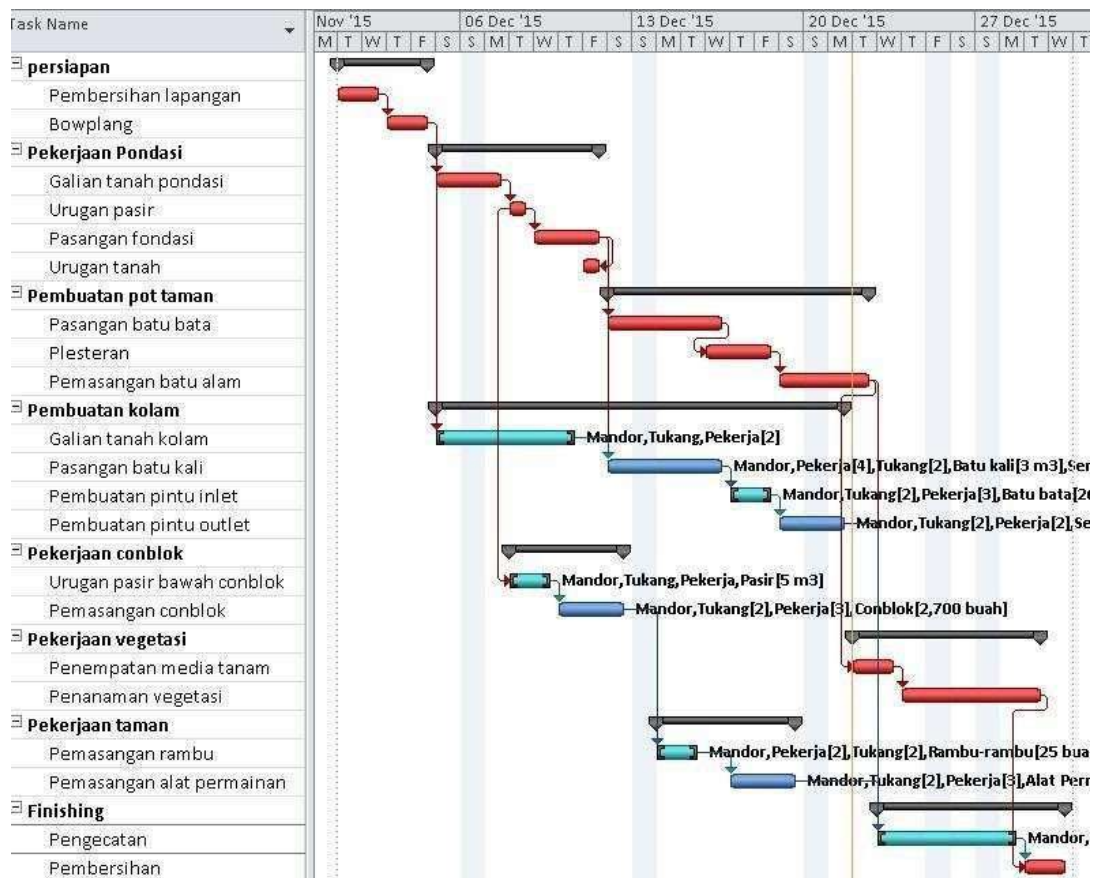 Task Name
Nov '15 06 Dec '15 13 Dec '15 20 Dec '15 27 Dec '15
M T W T F S S M T W T F S S M T W T F S S M T W T F S S M T W T
persiapan
Pembersihan lapangan
Bowplang
Pekerjaan Pondasi
Galian tanah pondasi
Urugan pasir
Pasangan fondasi
Urugan tanah
Pembuatan pot taman
Pasangan batu bata
Plesteran
Pemasangan batu alam
Pembuatan kolam
Galian tanah kolam Mandor,Tukang,Pekerja[2]
Pasangan batu kali Mandor,Pekerja[4],Tukang[2],Batu kali[3 m3],Ser
Pembuatan pintu inlet Mandor,Tukang[2],Pekerja[3],Batu bata[20
Pembuatan pintu outlet Mandor,Tukang[2],Pekerja[2],Se
Pekerjaan conblok
Urugan pasir bawah conblok Mandor,Tukang,Pekerja,Pasir[5 m3]
Pemasangan conblok Mandor,Tukang[2],Pekerja[3],Conblok[2,700 buah]
Pekerjaan vegetasi
Penempatan media tanam
Penanaman vegetasi
Pekerjaan taman
Pemasangan rambu Mandor,Pekerja[2],Tukang[2],Rambu-rambu[25 bua
Pemasangan alat permainan Mandor,Tukang[2],Pekerja[3],Alat Perr
Finishing
Pengecatan Mandor,
Pembersihan